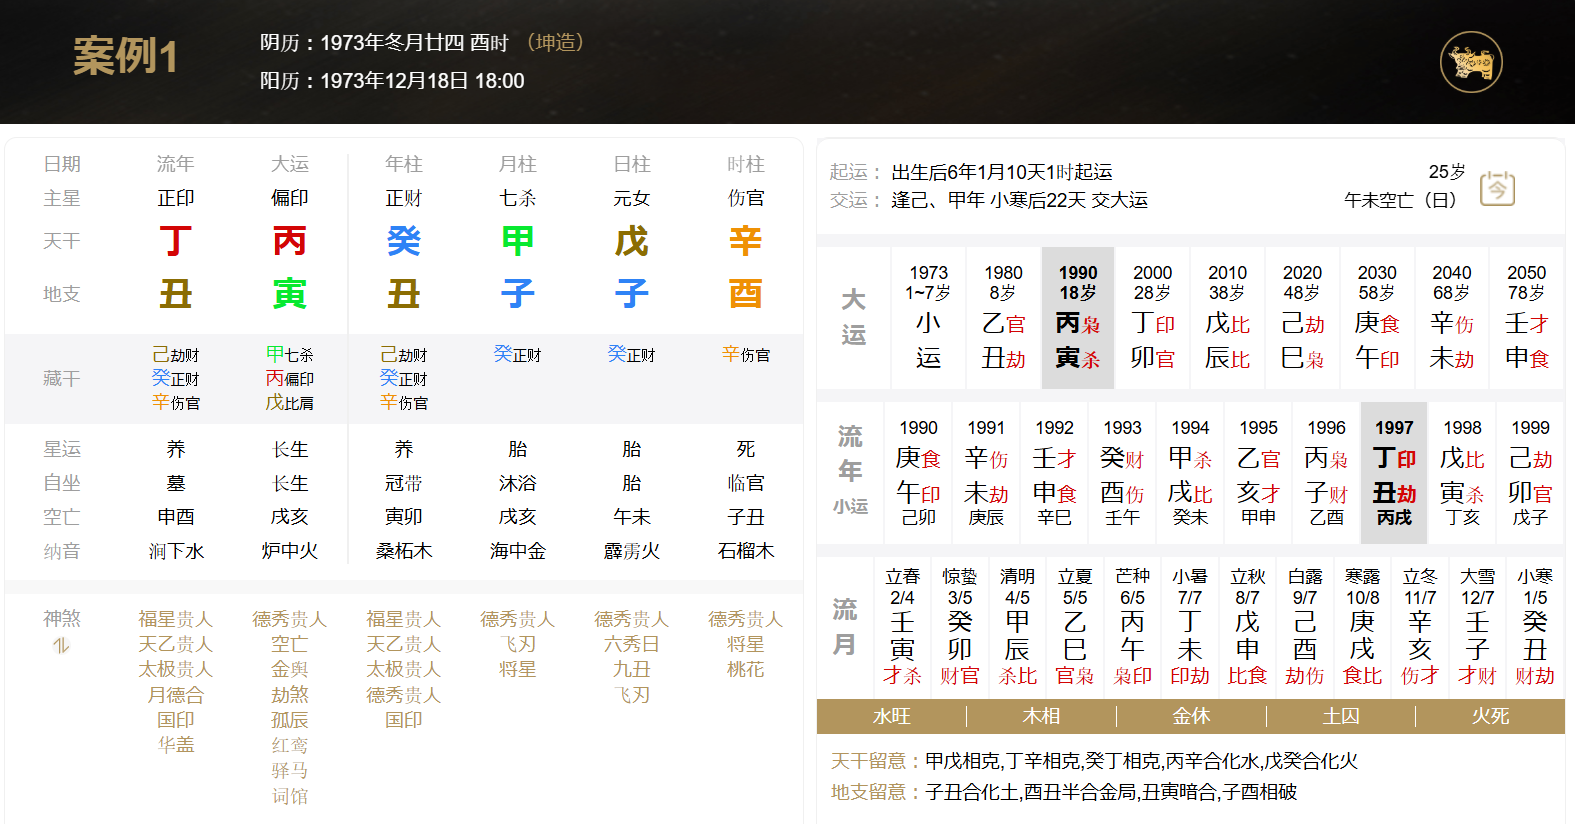 案例1
阴历：1973年冬月廿四 酉时 （坤造）
阳历：1973年12月18日 18:00
日期 流年 大运 年柱 月柱 日柱 时柱
主星 正印 偏印 正财 七杀 元女 伤官
天干 丁 丙 癸 甲 戊 辛
地支 丑 寅 丑 子 子 酉
藏干
己劫财 甲七杀 己劫财 癸正财 癸正财 辛伤官
癸正财 丙偏印 癸正财
辛伤官 戊比肩 辛伤官
星运 养 长生 养 胎 胎 死
自坐 墓 长生 冠带 沐浴 胎 临官
空亡 申酉 戌亥 寅卯 戌亥 午未 子丑
纳音 涧下水 炉中火 桑柘木 海中金 霹雳火 石榴木
神煞 福星贵人 德秀贵人 福星贵人 德秀贵人 德秀贵人 德秀贵人
天乙贵人 空亡 天乙贵人 飞刃 六秀日 将星
太极贵人 金舆 太极贵人 将星 九丑 桃花
月德合 劫煞 德秀贵人 飞刃
国印 孤辰 国印
华盖 红鸾
驿马
词馆
起运：出生后6年1月10天1时起运 25岁
交运：逢己、甲年 小寒后22天 交大运 午未空亡（日）
今
大运
1973 1980 1990 2000 2010 2020 2030 2040 2050
1~7岁 8岁 18岁 28岁 38岁 48岁 58岁 68岁 78岁
小 乙官 丙枭 丁印 戊比 己劫 庚食 辛伤 壬才
运 丑劫 寅杀 卯官 辰比 巳枭 午印 未劫 申食
流年
小运
1990 1991 1992 1993 1994 1995 1996 1997 1998 1999
庚食 辛伤 壬才 癸财 甲杀 乙官 丙枭 丁印 戊比 己劫
午印 未劫 申食 酉伤 戌比 亥才 子财 丑劫 寅杀 卯官
己卯 庚辰 辛巳 壬午 癸未 甲申 乙酉 丙戌 丁亥 戊子
流月
立春 惊蛰 清明 立夏 芒种 小暑 立秋 白露 寒露 立冬 大雪 小寒
2/4 3/5 4/5 5/5 6/5 7/7 8/7 9/7 10/8 11/7 12/7 1/5
壬 癸 甲 乙 丙 丁 戊 己 庚 辛 壬 癸
寅 卯 辰 巳 午 未 申 酉 戌 亥 子 丑
才杀 财官 杀比 官枭 枭印 印劫 比食 劫伤 食比 伤才 才财 财劫
水旺 木相 金休 土囚 火死
天干留意：甲戊相克,丁辛相克,癸丁相克,丙辛合化水,戊癸合化火
地支留意：子丑合化土,酉丑半合金局,丑寅暗合,子酉相破